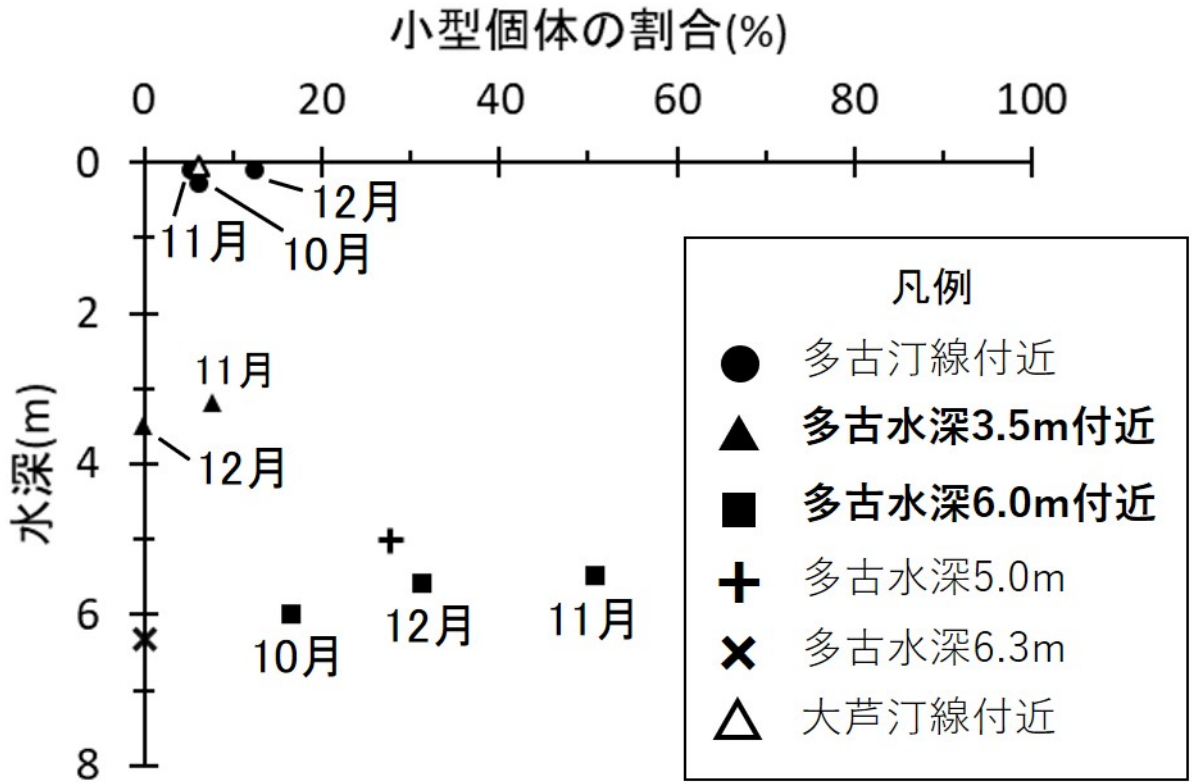 小型個体の割合(%)
0 20 40 60 80 100
0
12月
11月
10月
2
11月
12月
4
6
12月
11月
10月
8
水深(m)
凡例
多古汀線付近
多古水深3.5m付近
多古水深6.0m付近
多古水深5.0m
多古水深6.3m
大芦汀線付近